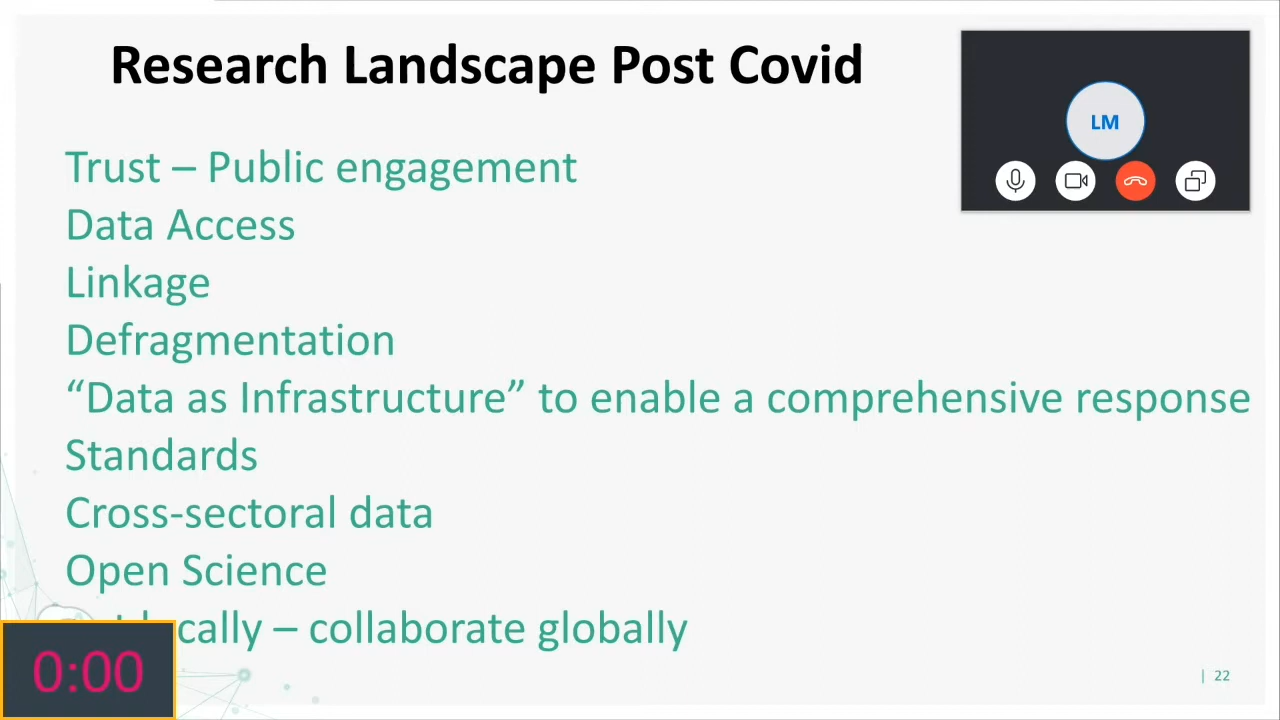 Research Landscape Post Covid
LM
Trust – Public engagement
Data Access
Linkage
Defragmentation
“Data as Infrastructure” to enable a comprehensive response
Standards
Cross-sectoral data
Open Science
– collaborate globally
0:00
| 22